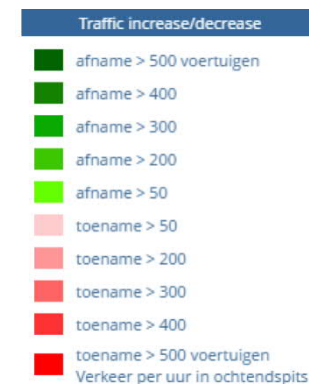 Traffic increase/decrease
afname > 500 voertuigen
afname > 400
afname > 300
afname > 200
afname > 50
toename > 50
toename > 200
toename > 300
toename > 400
toename > 500 voertuigen
Verkeer per uur in ochtendspits